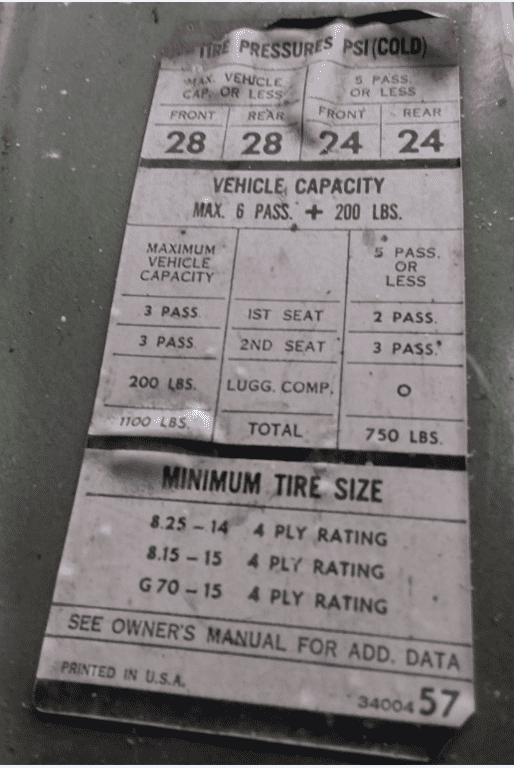 TIRE PRESSURES PSI (COLD)
MAX. VEHICLE 5 PASS.
CAP. OR LESS OR LESS
FRONT REAR FRONT REAR
28 28 24 24
VEHICLE CAPACITY
MAX. 6 PASS. + 200 LBS.
MAXIMUM VEHICLE CAPACITY
5 PASS. OR LESS
3 PASS. 1ST SEAT 2 PASS.
3 PASS. 2ND SEAT 3 PASS.
200 LBS. LUGG. COMP. O
1100 LBS. TOTAL 750 LBS.
MINIMUM TIRE SIZE
8.25 - 14 4 PLY RATING
8.15 - 15 4 PLY RATING
G 70 - 15 4 PLY RATING
SEE OWNER'S MANUAL FOR ADD. DATA
PRINTED IN U.S.A.
3400457